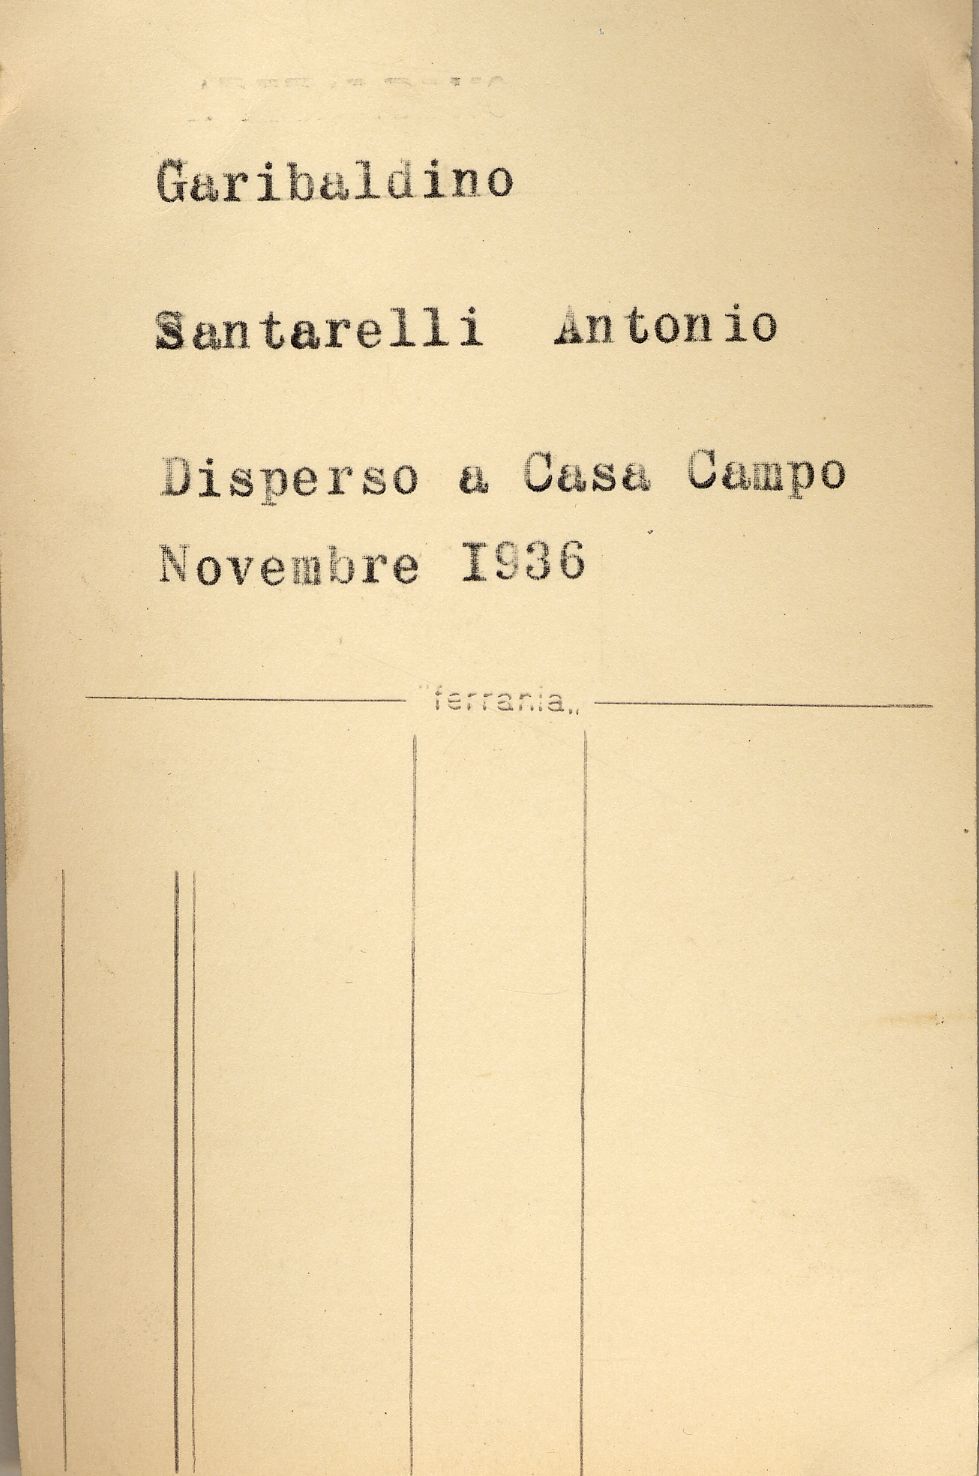 Garibaldino
Santarelli Antonio
Disperso a Casa Campo
Novembre I936
"ferrania„